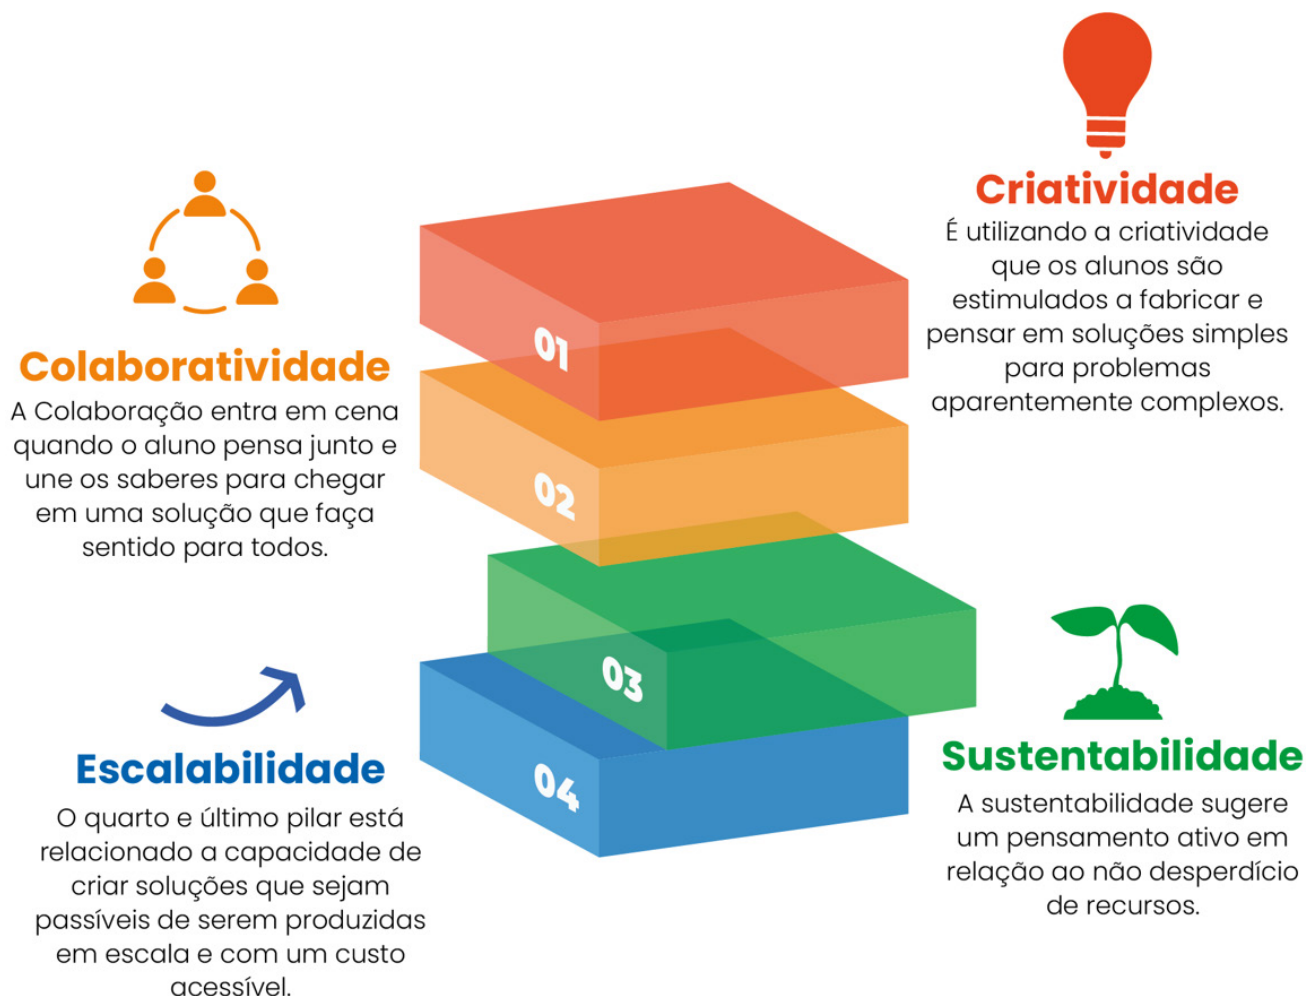 Criatividade
É utilizando a criatividade
que os alunos são
estimulados a fabricar e
pensar em soluções simples
para problemas
aparentemente complexos.
01
Colaboratividade
A Colaboração entra em cena
quando o aluno pensa junto e
une os saberes para chegar
em uma solução que faça
sentido para todos.
02
Sustentabilidade
A sustentabilidade sugere
um pensamento ativo em
relação ao não desperdício
de recursos.
03
Escalabilidade
O quarto e último pilar está
relacionado a capacidade de
criar soluções que sejam
passíveis de serem produzidas
em escala e com um custo
acessível.
04